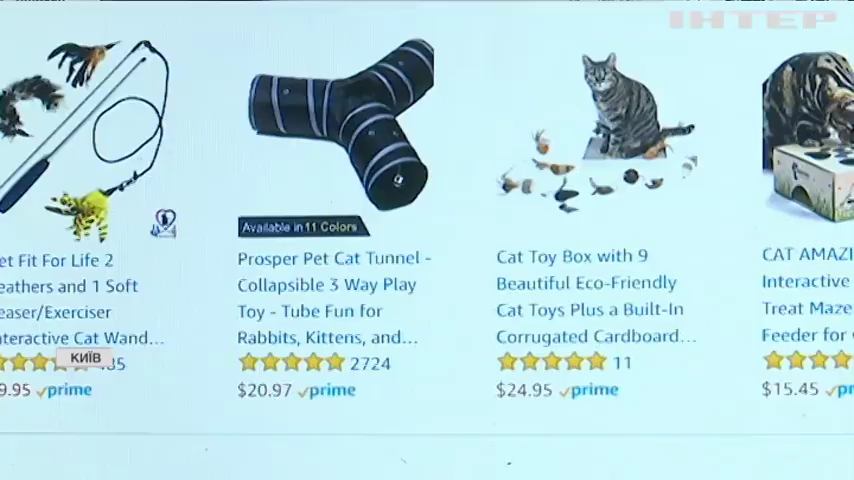 ІНТЕР
Available in 11 Colors
et Fit For Life 2
eathers and 1 Soft
easer/Exerciser
nteractive Cat Wand...
КИЇВ
9.95 prime
Prosper Pet Cat Tunnel -
Collapsible 3 Way Play
Toy - Tube Fun for
Rabbits, Kittens, and...
2724
$20.97 prime
Cat Toy Box with 9
Beautiful Eco-Friendly
Cat Toys Plus a Built-In
Corrugated Cardboard...
11
$24.95 prime
CAT AMAZI
Interactive
Treat Maze
Feeder for
$15.45 pr